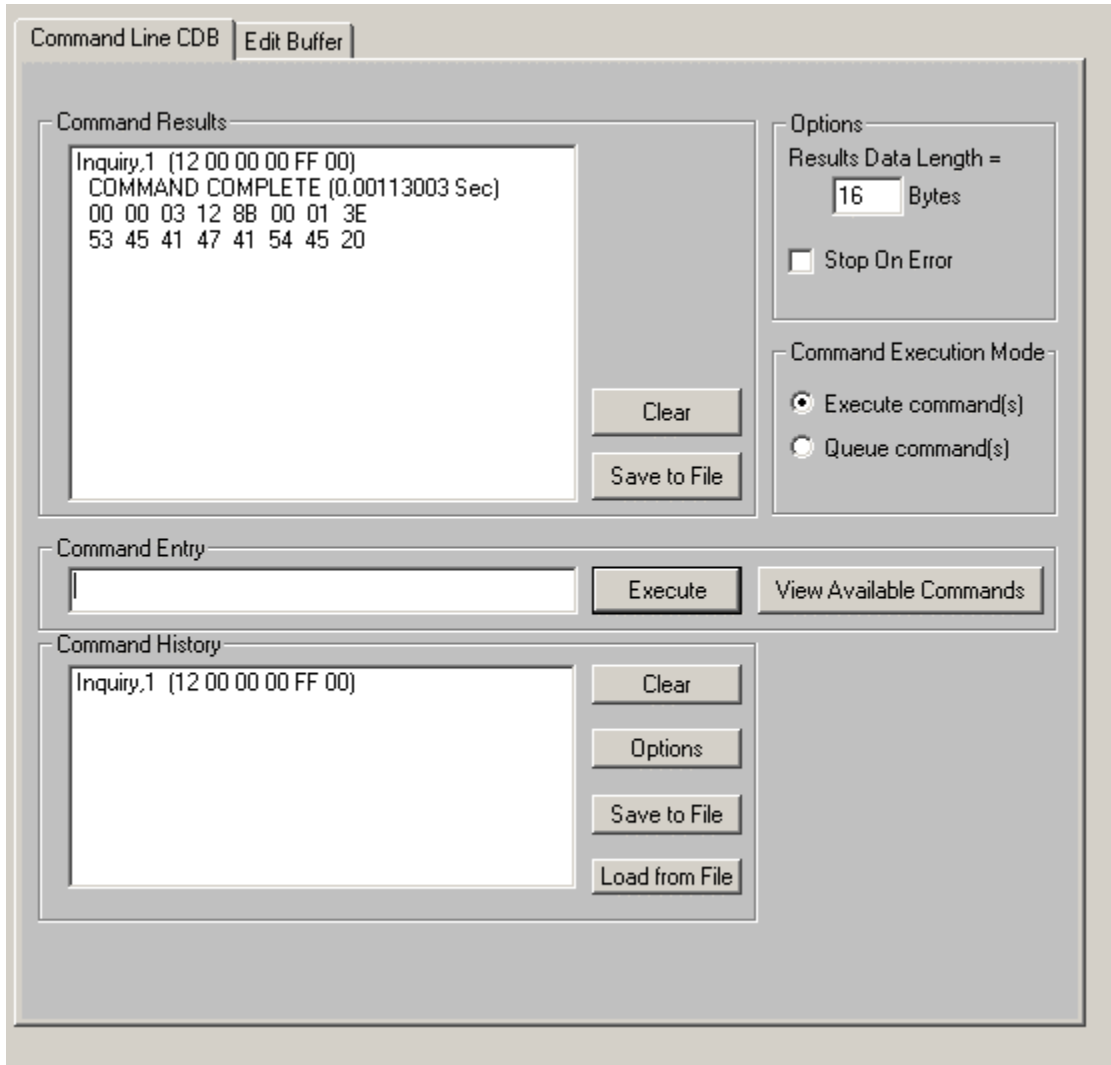 Command Line CDB
Edit Buffer
Command Results
Inquiry,1 (12 00 00 00 FF 00)
COMMAND COMPLETE (0.00113003 Sec)
00 00 03 12 8B 00 01 3E
53 45 41 47 41 54 45 20
Clear
Save to File
Options
Results Data Length =
16 Bytes
Stop On Error
Command Execution Mode
Execute command(s)
Queue command(s)
Command Entry
Execute
View Available Commands
Command History
Inquiry,1 (12 00 00 00 FF 00)
Clear
Options
Save to File
Load from File